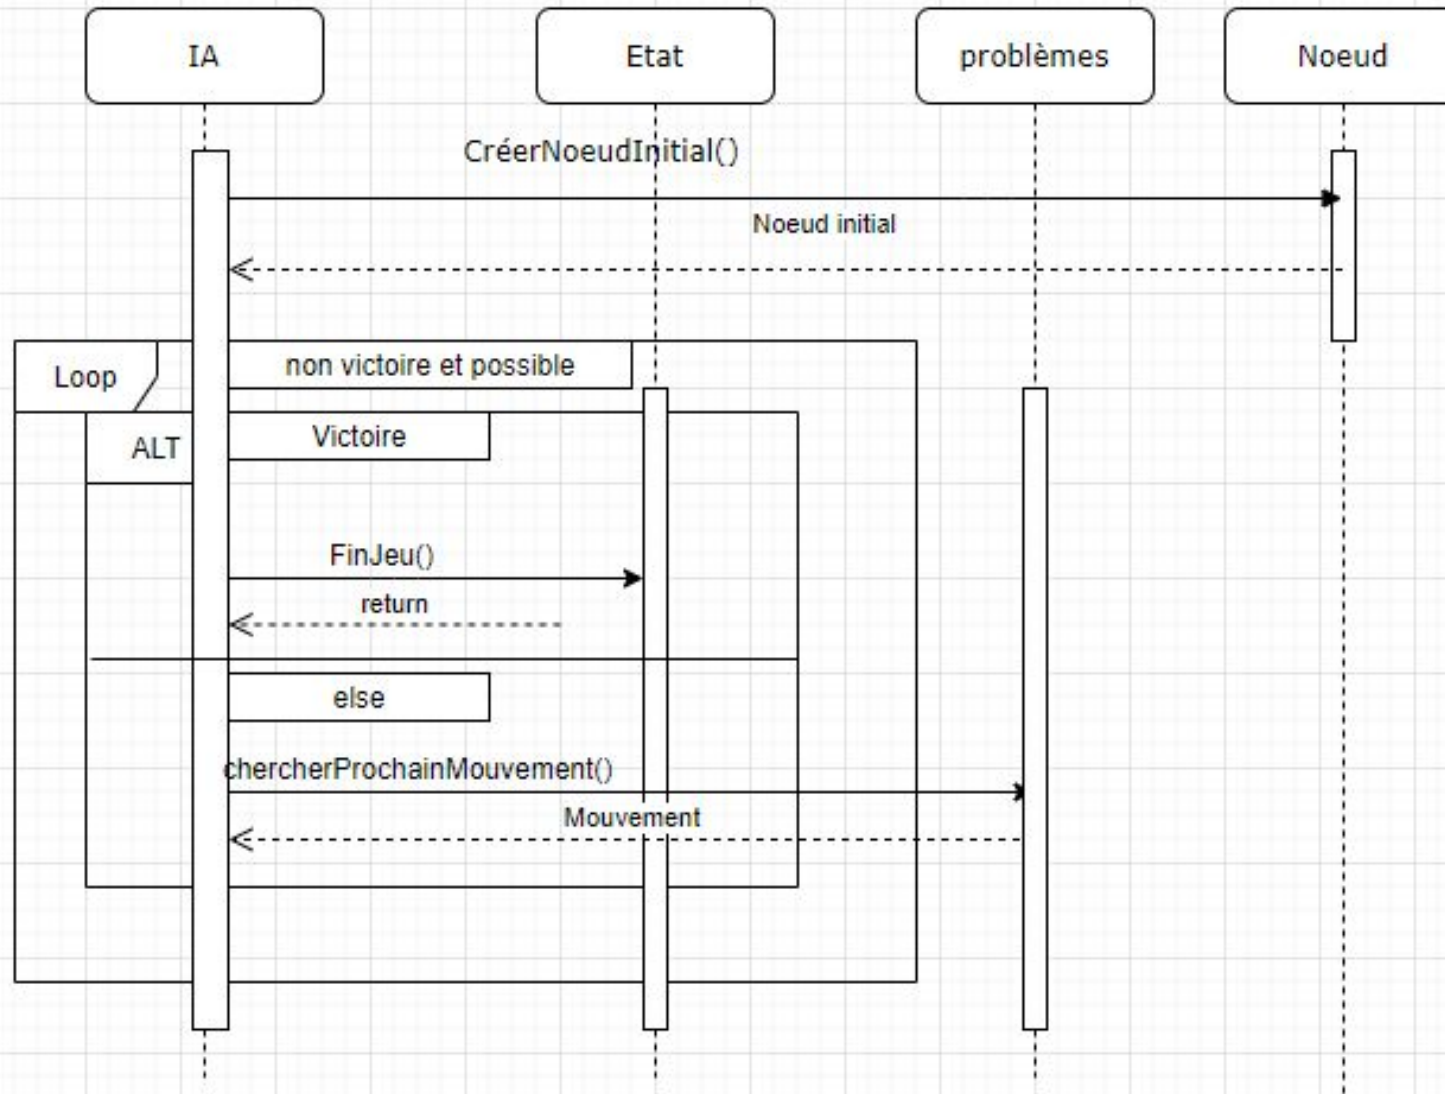 IA
Etat
problèmes
Noeud
CréerNoeudInitial()
Noeud initial
Loop
non victoire et possible
ALT
Victoire
FinJeu()
return
else
chercherProchainMouvement()
Mouvement